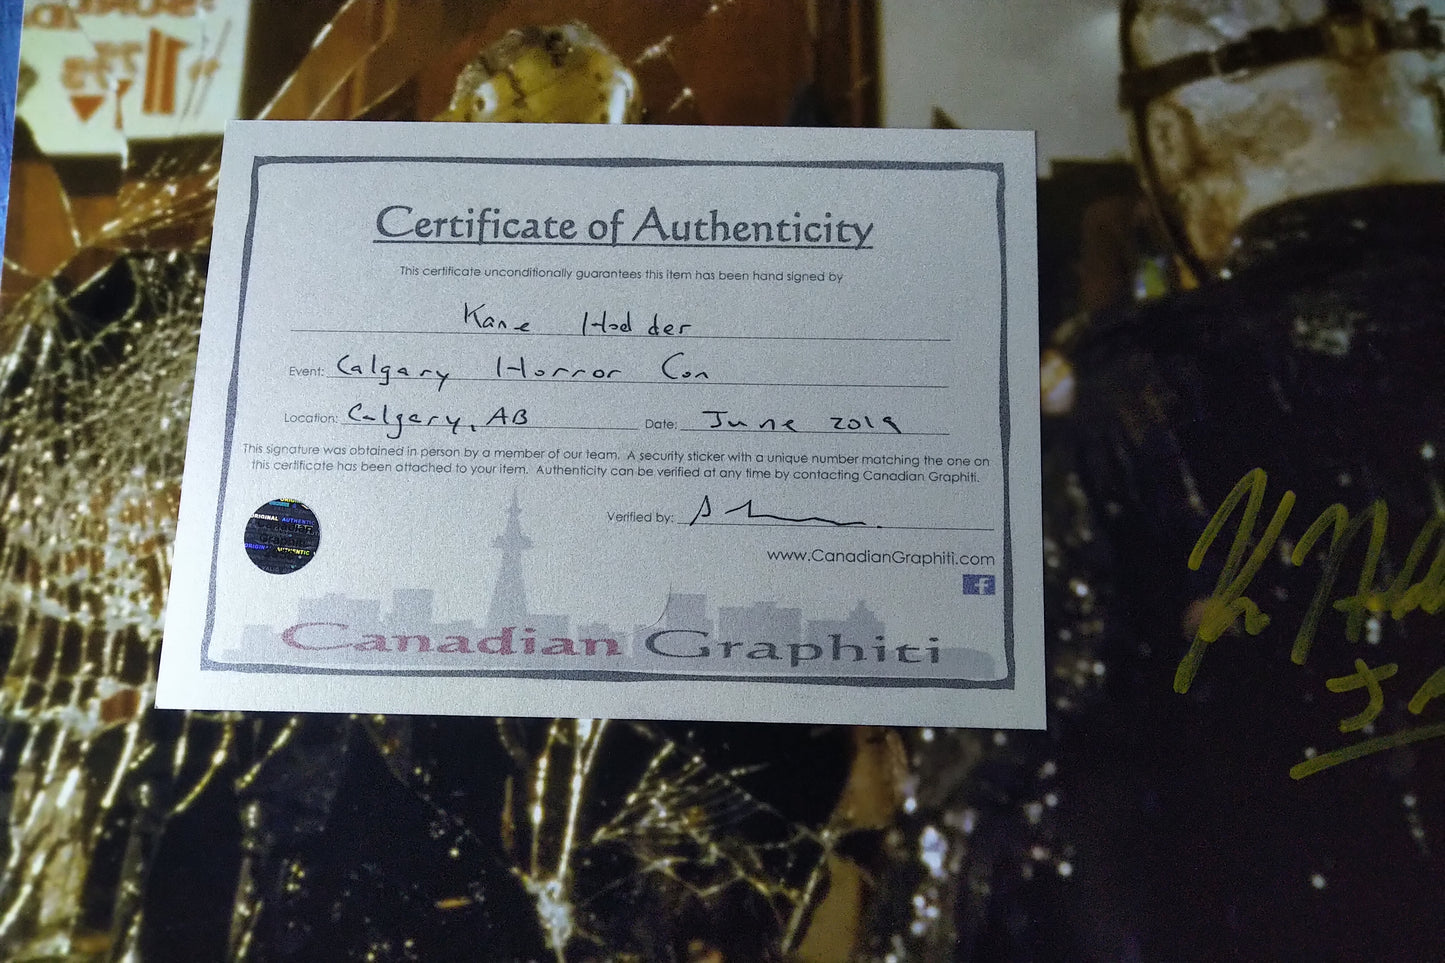 Certificate of Authenticity
This certificate unconditionally guarantees this item has been hand signed by
Kane Hodder
Event: Calgary Horror Con
Location: Calgary, AB Date: June 2019
This signature was obtained in person by a member of our team. A security sticker with a unique number matching the one on
this certificate has been attached to your item. Authenticity can be verified at any time by contacting Canadian Graphiti.
Verified by:
www.CanadianGraphiti.com
f
ORIGINAL AUTHENTIC
Canadian Graphiti